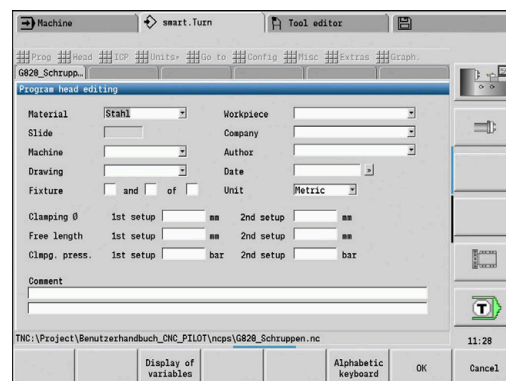 Machine smart.Turn Tool editor
Prog Head ICP Units Go to Config Misc Extras Graph.
G820_Schrupp…
Program head editing
Material Stahl Workpiece
Slide Company
Machine Author
Drawing Date »
Fixture and of Unit Metric
Clamping Ø 1st setup mm 2nd setup mm
Free length 1st setup mm 2nd setup mm
Clmpg. press. 1st setup bar 2nd setup bar
Comment
T
TNC:\Project\Benutzerhandbuch_CNC_PILOT\ncps\G820_Schruppen.nc 11:28
Display of variables Alphabetic keyboard OK Cancel